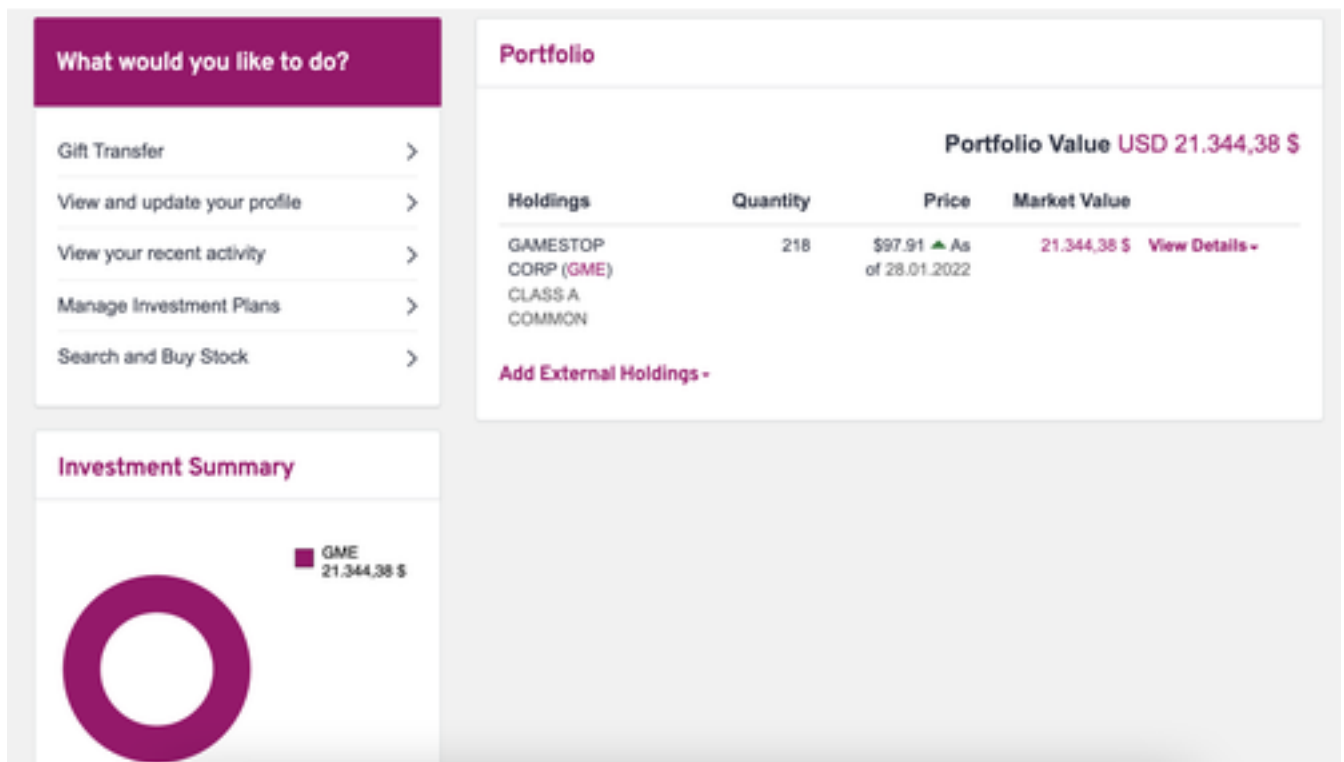 What would you like to do?
Gift Transfer
View and update your profile
View your recent activity
Manage Investment Plans
Search and Buy Stock
Portfolio
Portfolio Value USD 21.344,38 $
Holdings Quantity Price Market Value
GAMESTOP 218 $97.91 ▲ As 21.344,38 $ View Details
CORP (GME) of 28.01.2022
CLASS A
COMMON
Add External Holdings
Investment Summary
GME
21.344,38 $